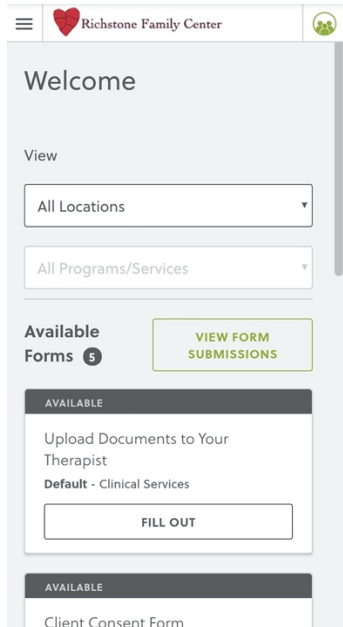 Richstone Family Center
Welcome
View
All Locations
All Programs/Services
Available
Forms 5
VIEW FORM
SUBMISSIONS
AVAILABLE
Upload Documents to Your
Therapist
Default - Clinical Services
FILL OUT
AVAILABLE
Client Consent Form